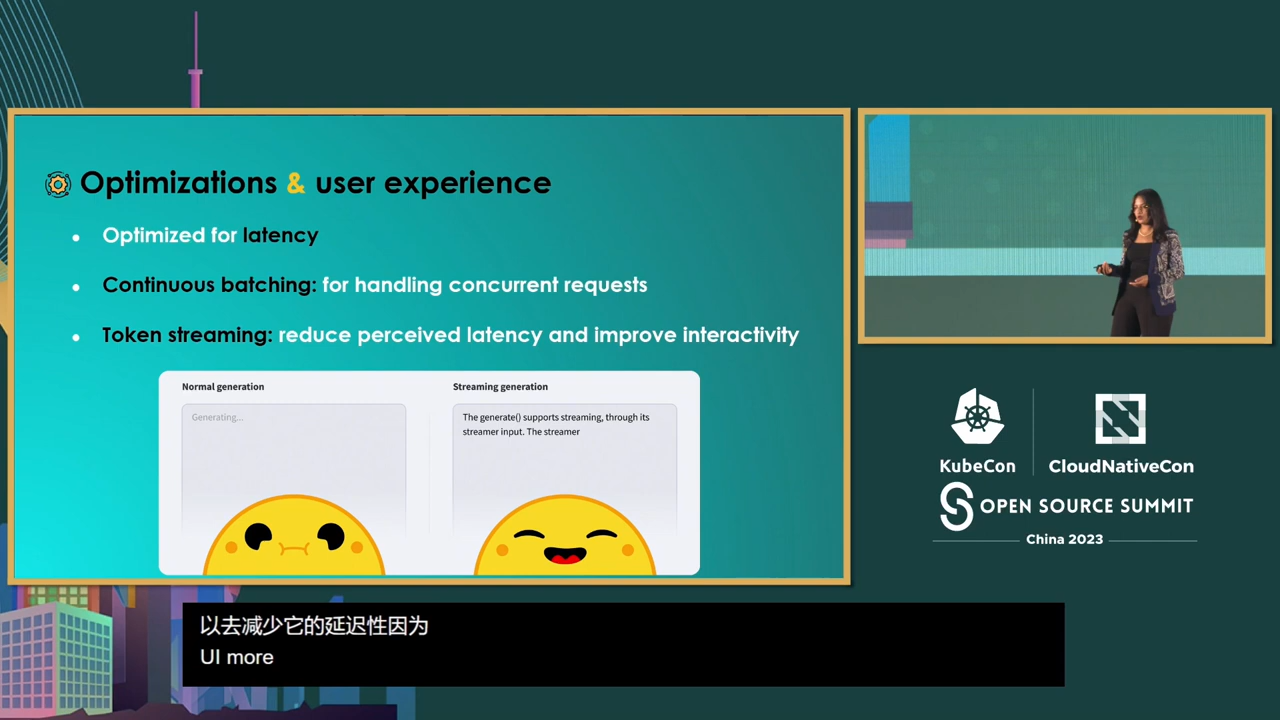 Optimizations & user experience
Optimized for latency
Continuous batching: for handling concurrent requests
Token streaming: reduce perceived latency and improve interactivity
Normal generation
Generating...
Streaming generation
The generate() supports streaming, through its
streamer input. The streamer
KubeCon
CloudNativeCon
OPEN SOURCE SUMMIT
China 2023
以去减少它的延迟性因为
UI more